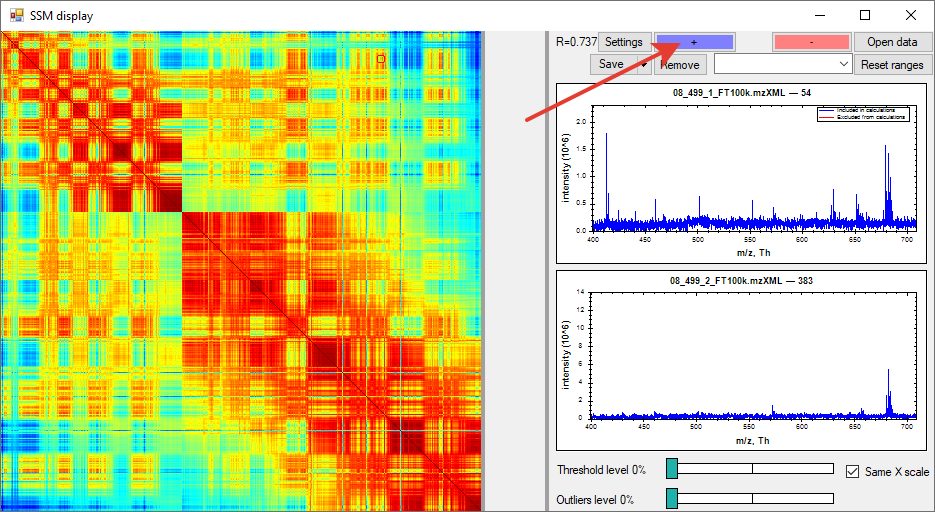 SSM display
R=0.737 Settings + - Open data
Save Remove Reset ranges
08_499_1_FT100k.mzXML — 54
Included in calculations
Excluded from calculations
intensity (10^6)
2.0
1.5
1.0
0.5
0.0
400 450 500 550 600 650 700
m/z, Th
08_499_2_FT100k.mzXML — 383
intensity (10^6)
14
12
10
8
6
4
2
0
400 450 500 550 600 650 700
m/z, Th
Threshold level 0% Same X scale
Outliers level 0%